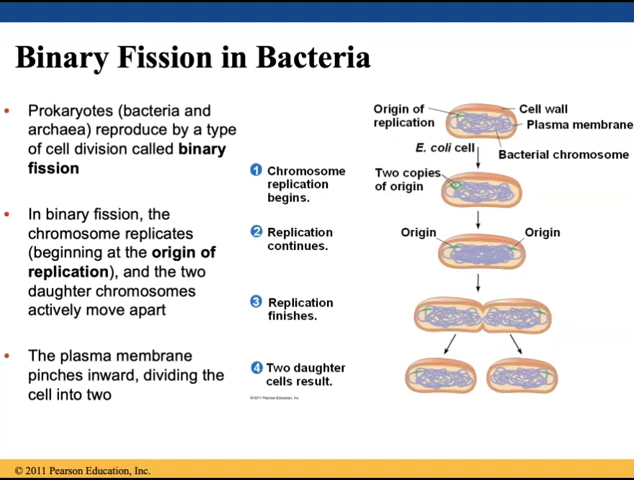 Binary Fission in Bacteria
• Prokaryotes (bacteria and
archaea) reproduce by a type
of cell division called binary
fission
• In binary fission, the
chromosome replicates
(beginning at the origin of
replication), and the two
daughter chromosomes
actively move apart
• The plasma membrane
pinches inward, dividing the
cell into two
Origin of
replication
Cell wall
Plasma membrane
E. coli cell
Bacterial chromosome
1 Chromosome
replication
begins.
Two copies
of origin
2 Replication
continues.
Origin
Origin
3 Replication
finishes.
4 Two daughter
cells result.
© 2011 Pearson Education, Inc.
© 2011 Pearson Education, Inc.